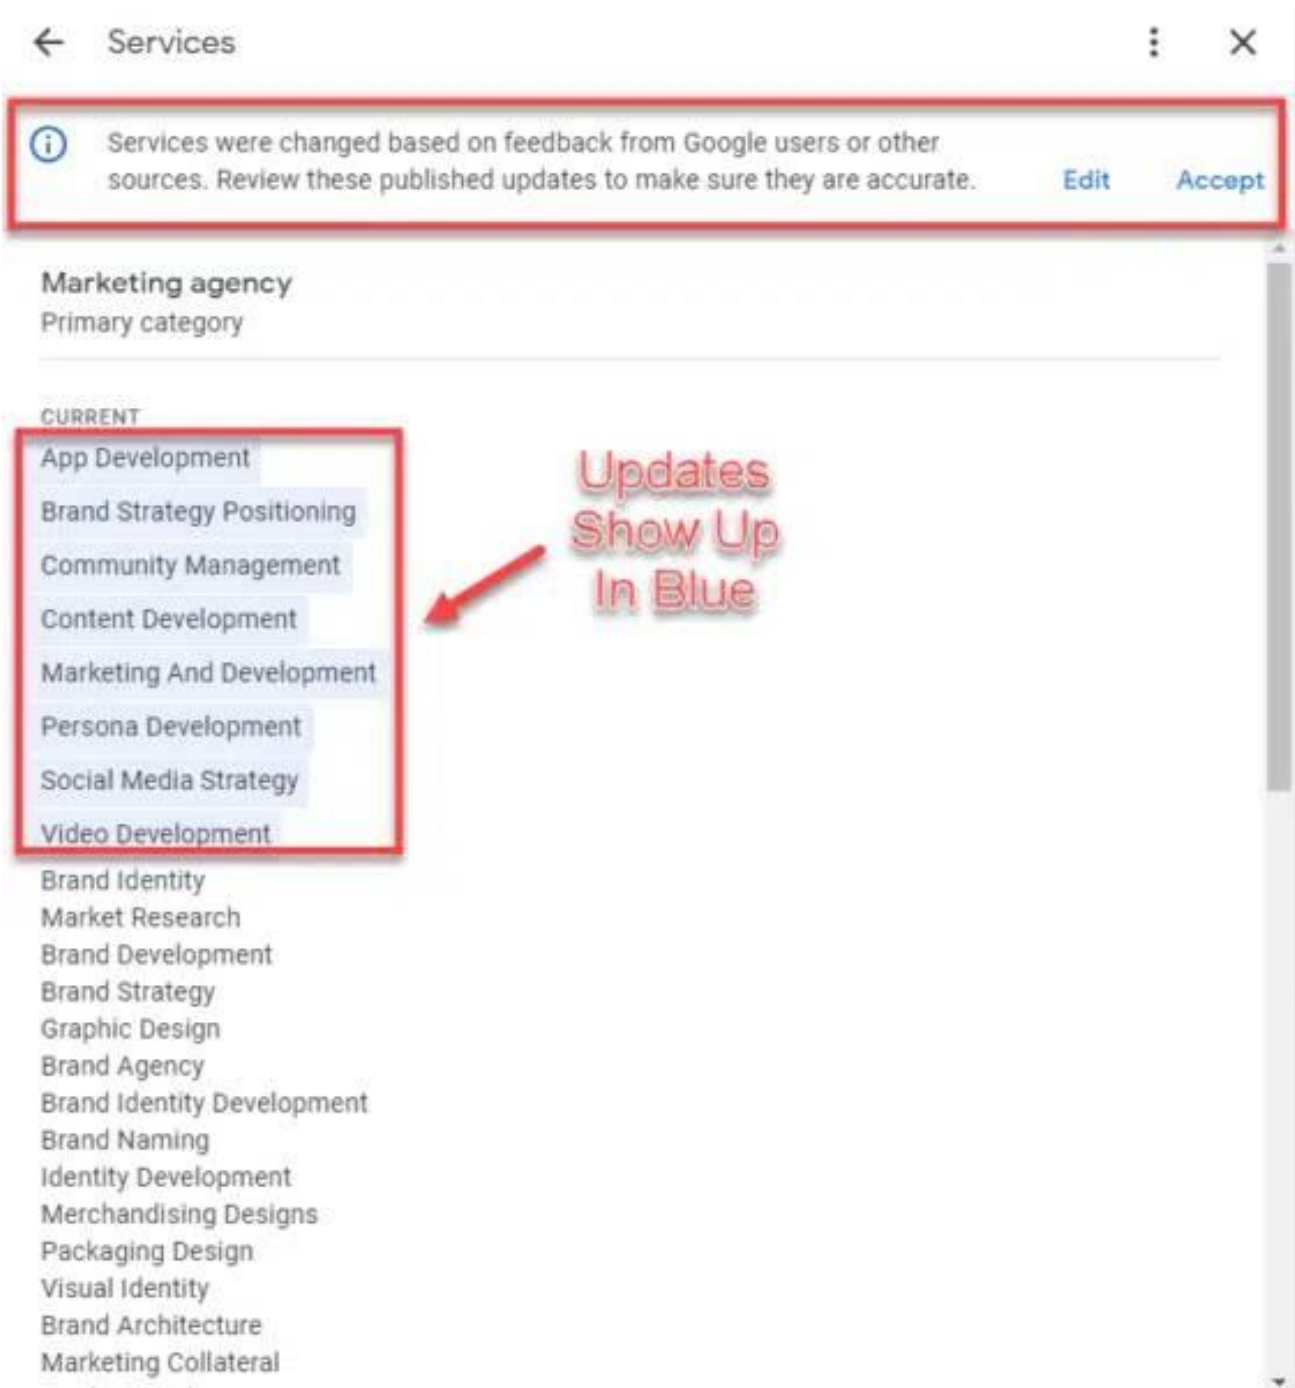 Services
Services were changed based on feedback from Google users or other
sources. Review these published updates to make sure they are accurate.
Edit
Accept
Marketing agency
Primary category
CURRENT
App Development
Brand Strategy Positioning
Community Management
Content Development
Marketing And Development
Persona Development
Social Media Strategy
Video Development
Updates
Show Up
In Blue
Brand Identity
Market Research
Brand Development
Brand Strategy
Graphic Design
Brand Agency
Brand Identity Development
Brand Naming
Identity Development
Merchandising Designs
Packaging Design
Visual Identity
Brand Architecture
Marketing Collateral